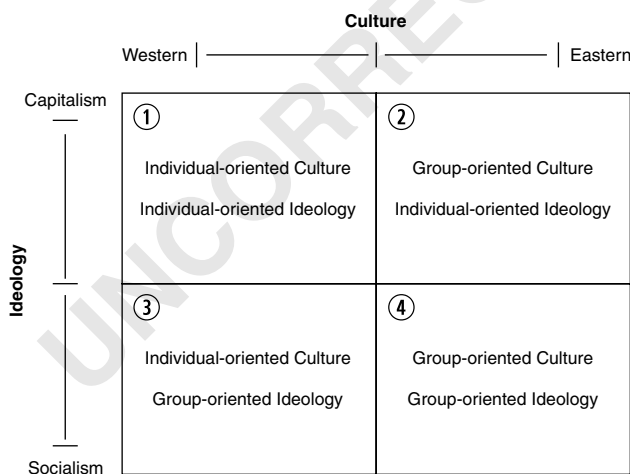 Culture
Western
Eastern
Capitalism
① ②
Individual-oriented Culture Group-oriented Culture
Individual-oriented Ideology Individual-oriented Ideology
Ideology
③ ④
Individual-oriented Culture Group-oriented Culture
Group-oriented Ideology Group-oriented Ideology
Socialism
UNCORREC